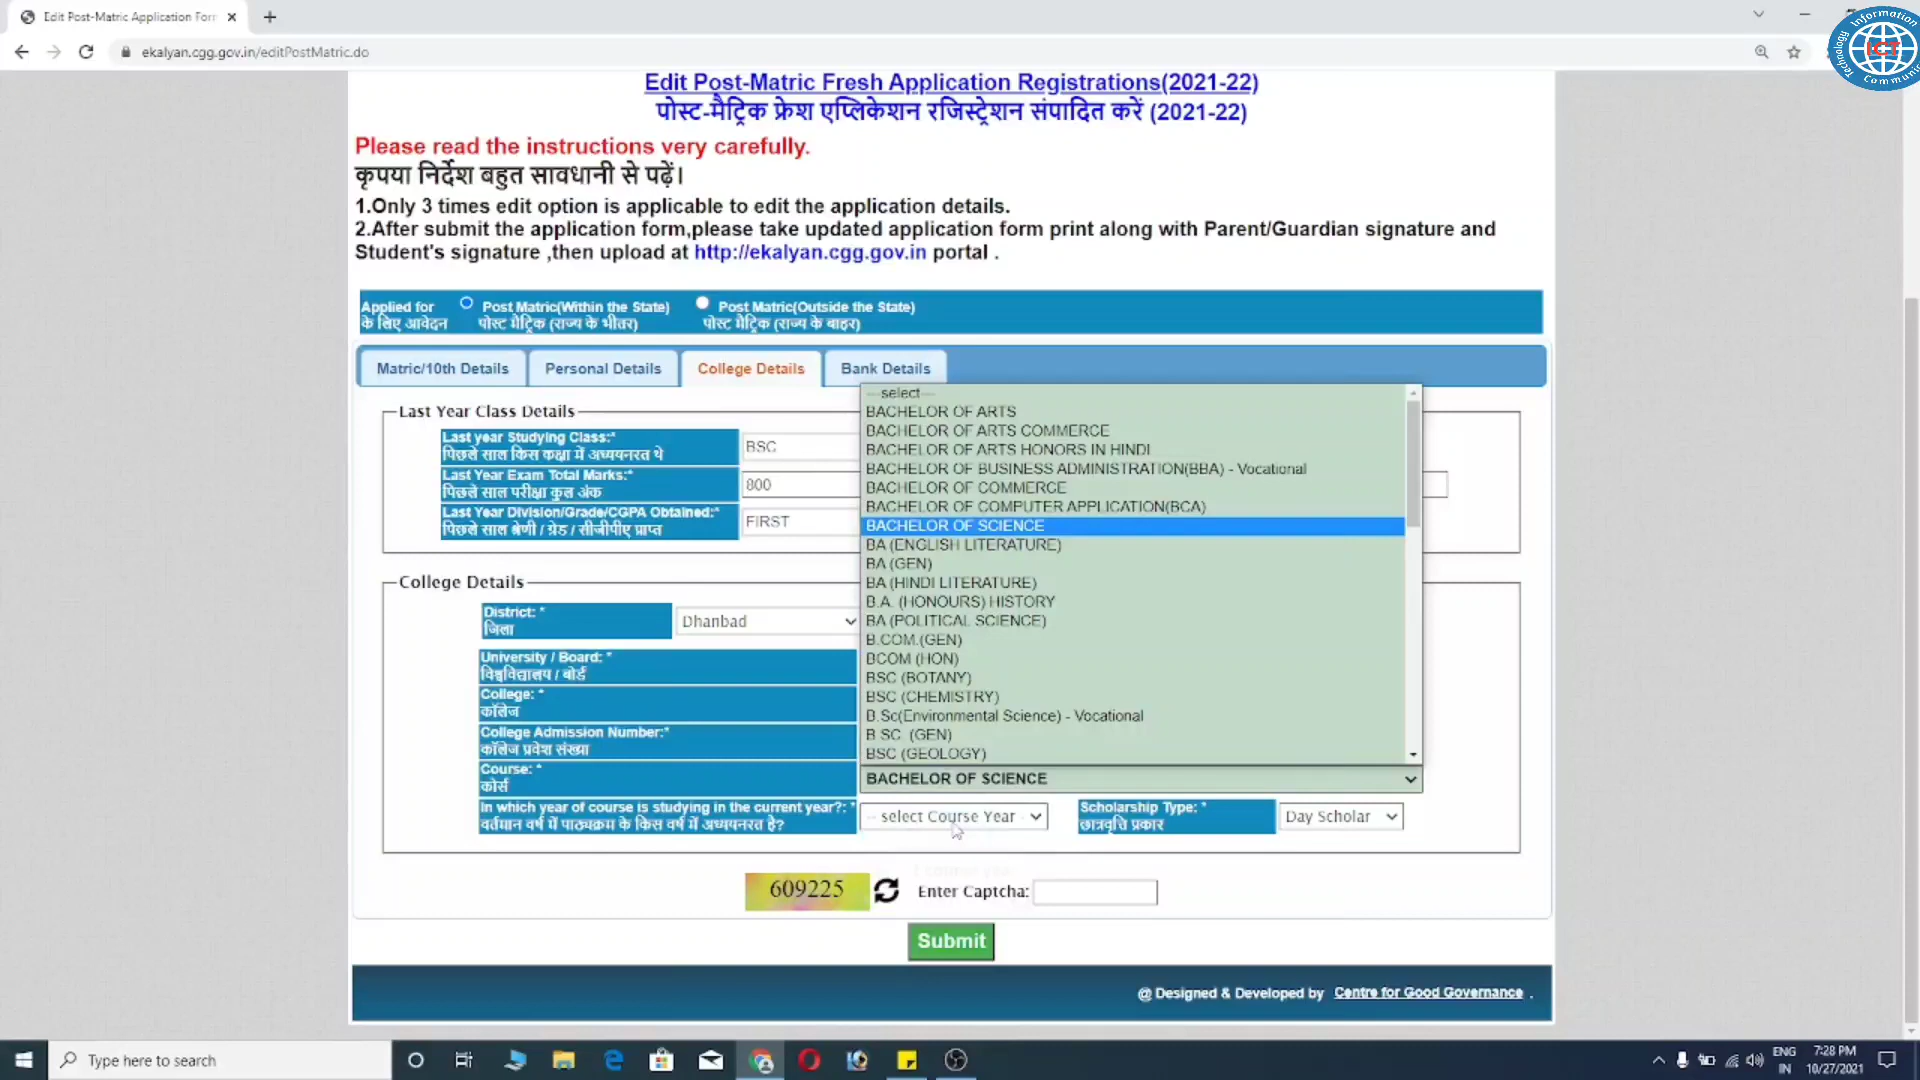 Edit Post-Matric Application Forn
ekalyan.cgg.gov.in/editPostMatric.do
Information
Technology
ICT
Communic
Edit Post-Matric Fresh Application Registrations(2021-22)
पोस्ट-मैट्रिक फ्रेश एप्लिकेशन रजिस्ट्रेशन संपादित करें (2021-22)
Please read the instructions very carefully.
कृपया निर्देश बहुत सावधानी से पढ़ें।
1.Only 3 times edit option is applicable to edit the application details.
2.After submit the application form,please take updated application form print along with Parent/Guardian signature and
Student's signature ,then upload at http://ekalyan.cgg.gov.in portal .
Applied for Post Matric(Within the State) Post Matric(Outside the State)
के लिए आवेदन पोस्ट मैट्रिक (राज्य के भीतर) पोस्ट मैट्रिक (राज्य के बाहर)
Matric/10th Details Personal Details College Details Bank Details
Last Year Class Details
Last year Studying Class:* BSC
पिछले साल किस कक्षा में अध्ययनरत थे
Last Year Exam Total Marks:* 800
पिछले साल परीक्षा कुल अंक
Last Year Division/Grade/CGPA Obtained:* FIRST
पिछले साल श्रेणी / ग्रेड / सीजीपीए प्राप्त
---select---
BACHELOR OF ARTS
BACHELOR OF ARTS COMMERCE
BACHELOR OF ARTS HONORS IN HINDI
BACHELOR OF BUSINESS ADMINISTRATION(BBA) - Vocational
BACHELOR OF COMMERCE
BACHELOR OF COMPUTER APPLICATION(BCA)
BACHELOR OF SCIENCE
BA (ENGLISH LITERATURE)
BA (GEN)
BA (HINDI LITERATURE)
B.A. (HONOURS) HISTORY
BA (POLITICAL SCIENCE)
B.COM.(GEN)
BCOM (HON)
BSC (BOTANY)
BSC (CHEMISTRY)
B.Sc(Environmental Science) - Vocational
B SC (GEN)
BSC (GEOLOGY)
College Details
District: * Dhanbad
जिला
University / Board: *
विश्वविद्यालय / बोर्ड
College: *
कॉलेज
College Admission Number:*
कॉलेज प्रवेश संख्या
Course: * BACHELOR OF SCIENCE
कोर्स
In which year of course is studying in the current year?: * -- select Course Year Scholarship Type: * Day Scholar
वर्तमान वर्ष में पाठ्यक्रम के किस वर्ष में अध्ययनरत है? छात्रवृत्ति प्रकार
609225 Enter Captcha:
Submit
@ Designed & Developed by Centre for Good Governance .
Type here to search
ENG 7:28 PM
IN 10/27/2021